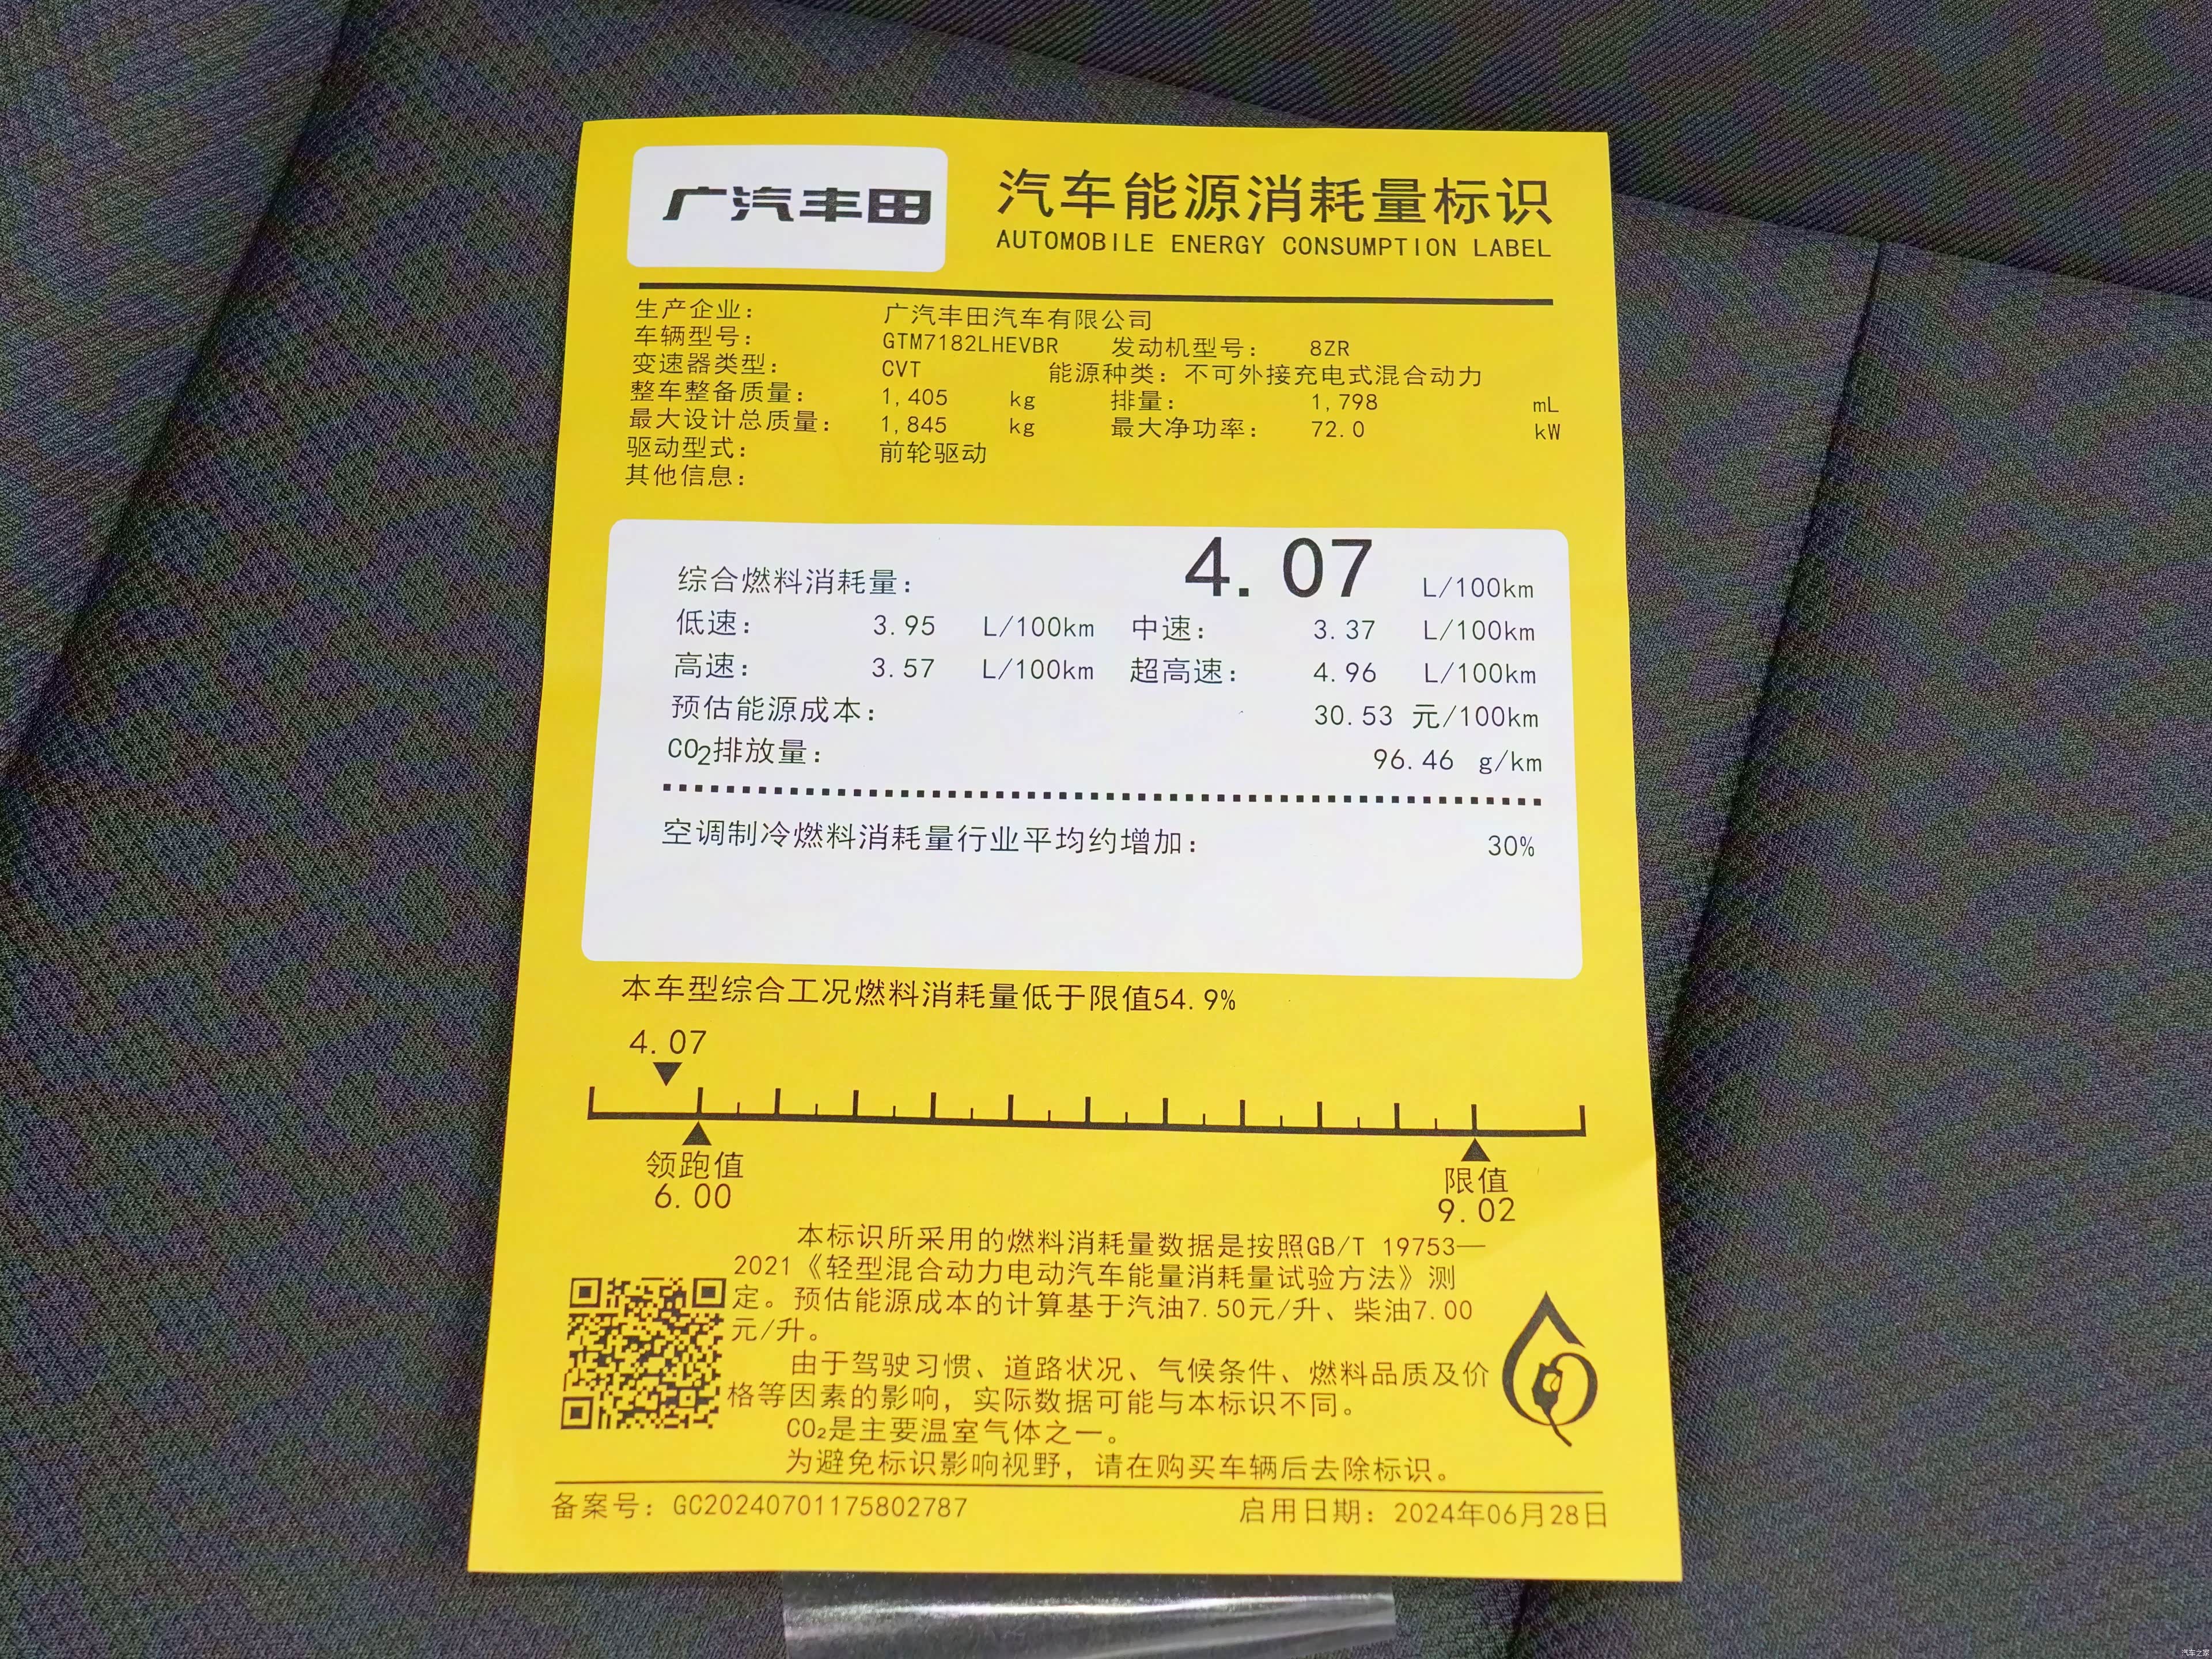 广汽丰田
汽车能源消耗量标识
AUTOMOBILE ENERGY CONSUMPTION LABEL
生产企业： 广汽丰田汽车有限公司
车辆型号： GTM7182LHEVBR 发动机型号： 8ZR
变速器类型： CVT 能源种类：不可外接充电式混合动力
整车整备质量： 1,405 kg 排量： 1,798 mL
最大设计总质量： 1,845 kg 最大净功率： 72.0 kW
驱动型式： 前轮驱动
其他信息：
综合燃料消耗量： 4.07 L/100km
低速： 3.95 L/100km 中速： 3.37 L/100km
高速： 3.57 L/100km 超高速： 4.96 L/100km
预估能源成本： 30.53 元/100km
CO₂排放量： 96.46 g/km
空调制冷燃料消耗量行业平均约增加： 30%
本车型综合工况燃料消耗量低于限值54.9%
4.07
领跑值 限值
6.00 9.02
本标识所采用的燃料消耗量数据是按照GB/T 19753—
2021《轻型混合动力电动汽车能量消耗量试验方法》测
定。预估能源成本的计算基于汽油7.50元/升、柴油7.00
元/升。
由于驾驶习惯、道路状况、气候条件、燃料品质及价
格等因素的影响，实际数据可能与本标识不同。
CO₂是主要温室气体之一。
为避免标识影响视野，请在购买车辆后去除标识。
备案号：GC20240701175802787 启用日期：2024年06月28日
汽车之家